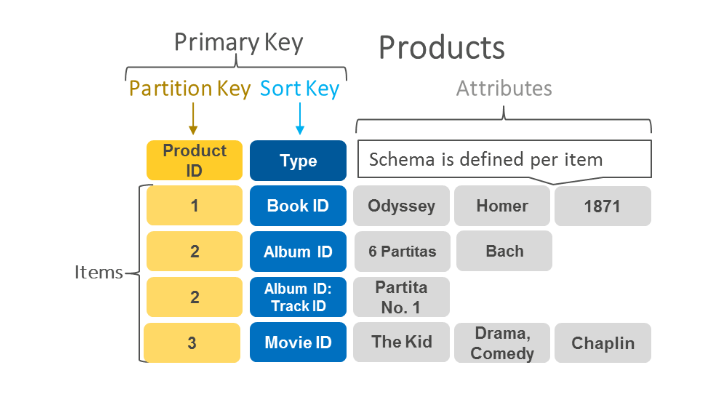 Primary Key
Products
Partition Key Sort Key
Attributes
Product
ID
Type
Schema is defined per item
1
Book ID
Odyssey
Homer
1871
2
Album ID
6 Partitas
Bach
Items
2
Album ID:
Track ID
Partita
No. 1
3
Movie ID
The Kid
Drama,
Comedy
Chaplin